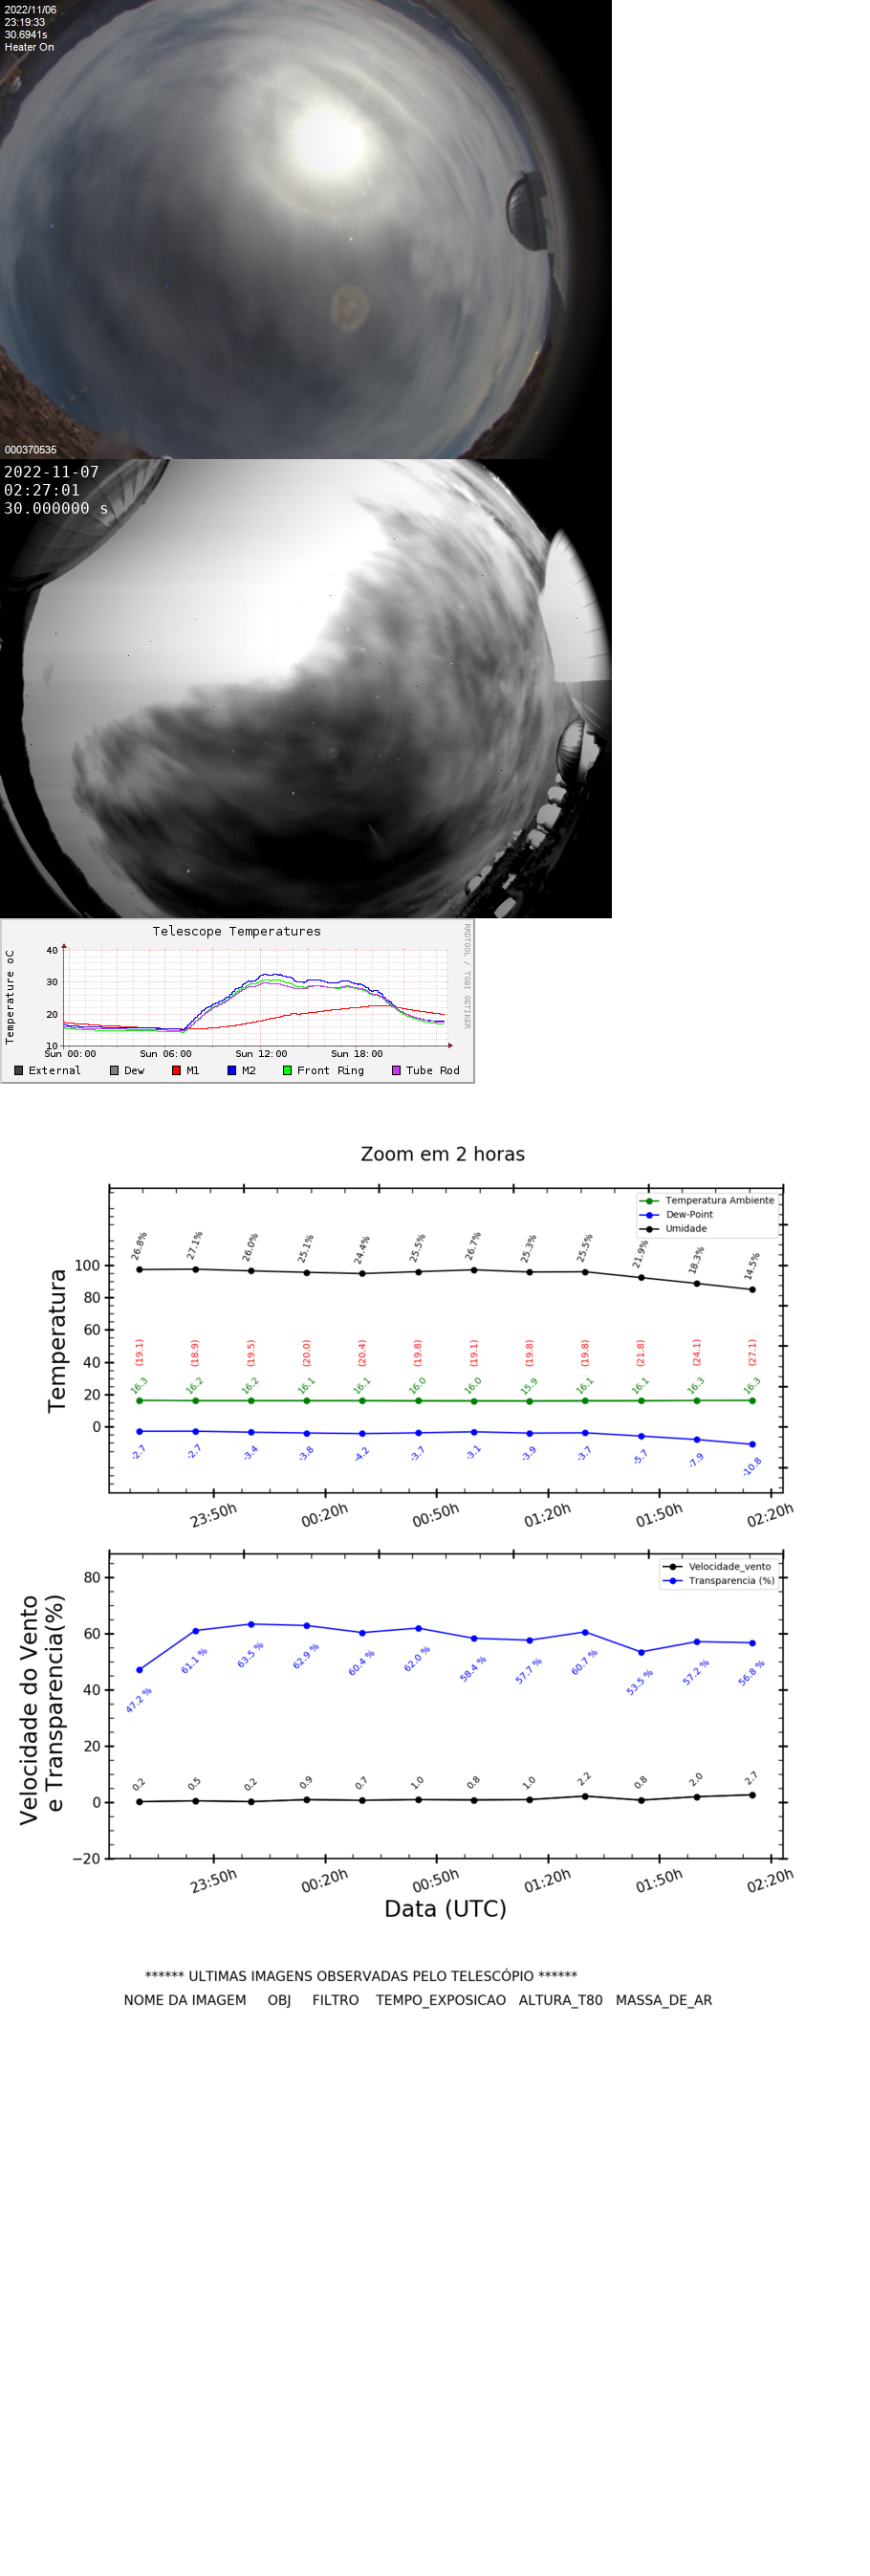 2022/11/06
23:19:33
30.6941s
Heater On
000370535
2022-11-07
02:27:01
30.000000 s
Telescope Temperatures
RRDTOOL / TOBI OETIKER
Temperature oC
40
30
20
10
Sun 00:00 Sun 06:00 Sun 12:00 Sun 18:00
External Dew M1 M2 Front Ring Tube Rod
Zoom em 2 horas
Temperatura Ambiente
Dew-Point
Umidade
Temperatura
100
80
60
40
20
0
26.8% 27.1% 26.0% 25.1% 24.4% 25.5% 26.7% 25.3% 25.5% 21.9% 18.3% 14.5%
(19.1) (18.9) (19.5) (20.0) (20.4) (19.8) (19.1) (19.8) (19.8) (21.8) (24.1) (27.1)
16.3 16.2 16.2 16.1 16.1 16.0 16.0 15.9 16.1 16.1 16.3 16.3
-2.7 -2.7 -3.4 -3.8 -4.2 -3.7 -3.1 -3.9 -3.7 -5.7 -7.9 -10.8
23:50h 00:20h 00:50h 01:20h 01:50h 02:20h
Velocidade_vento
Transparencia (%)
Velocidade do Vento
e Transparencia(%)
80
60
40
20
0
−20
47.2 % 61.1 % 63.5 % 62.9 % 60.4 % 62.0 % 58.4 % 57.7 % 60.7 % 53.5 % 57.2 % 56.8 %
0.2 0.5 0.2 0.9 0.7 1.0 0.8 1.0 2.2 0.8 2.0 2.7
23:50h 00:20h 00:50h 01:20h 01:50h 02:20h
Data (UTC)
****** ULTIMAS IMAGENS OBSERVADAS PELO TELESCÓPIO ******
NOME DA IMAGEM OBJ FILTRO TEMPO_EXPOSICAO ALTURA_T80 MASSA_DE_AR